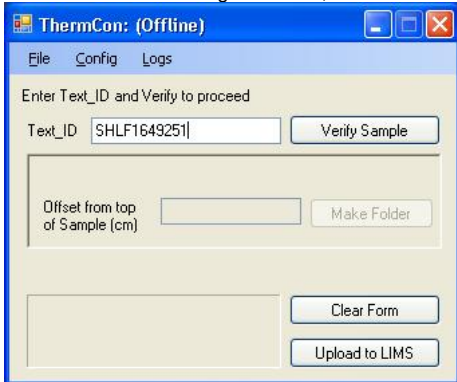 ThermCon: (Offline)
File Config Logs
Enter Text_ID and Verify to proceed
Text_ID SHLF1649251 Verify Sample
Offset from top
of Sample (cm)
Make Folder
Clear Form
Upload to LIMS